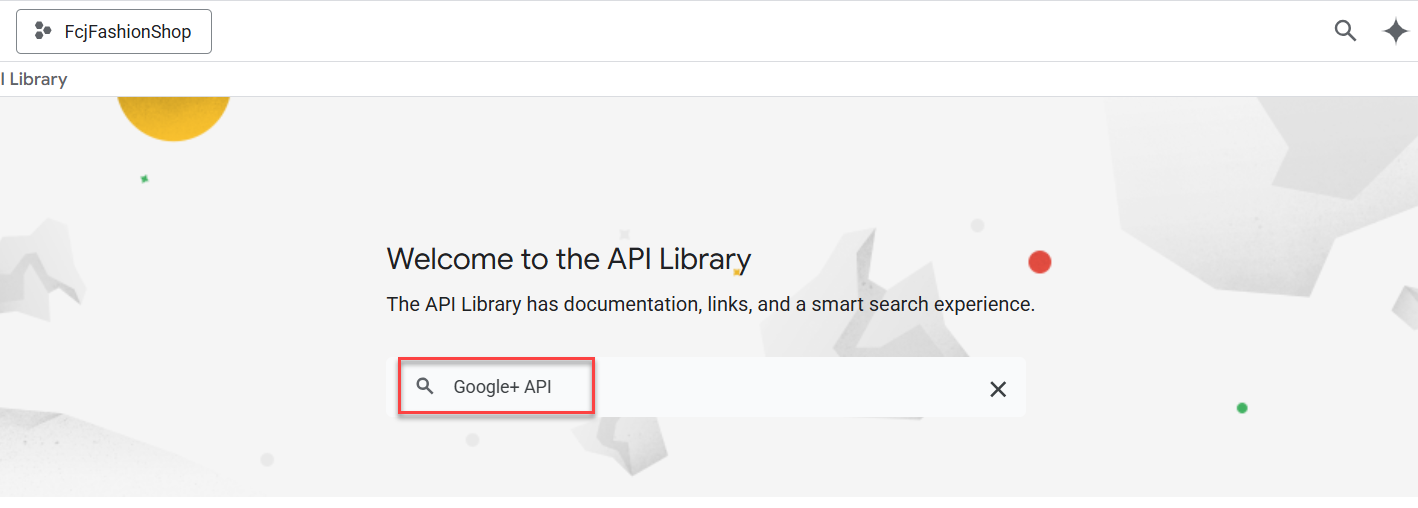 FcjFashionShop
I Library
Welcome to the API Library
The API Library has documentation, links, and a smart search experience.
Google+ API